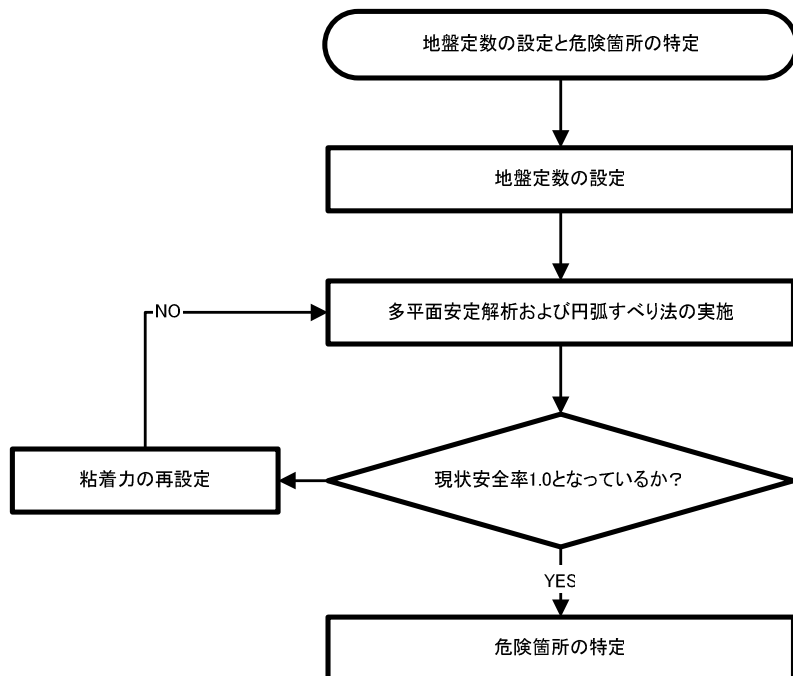 地盤定数の設定と危険箇所の特定
地盤定数の設定
多平面安定解析および円弧すべり法の実施
NO
粘着力の再設定
現状安全率1.0となっているか?
YES
危険箇所の特定